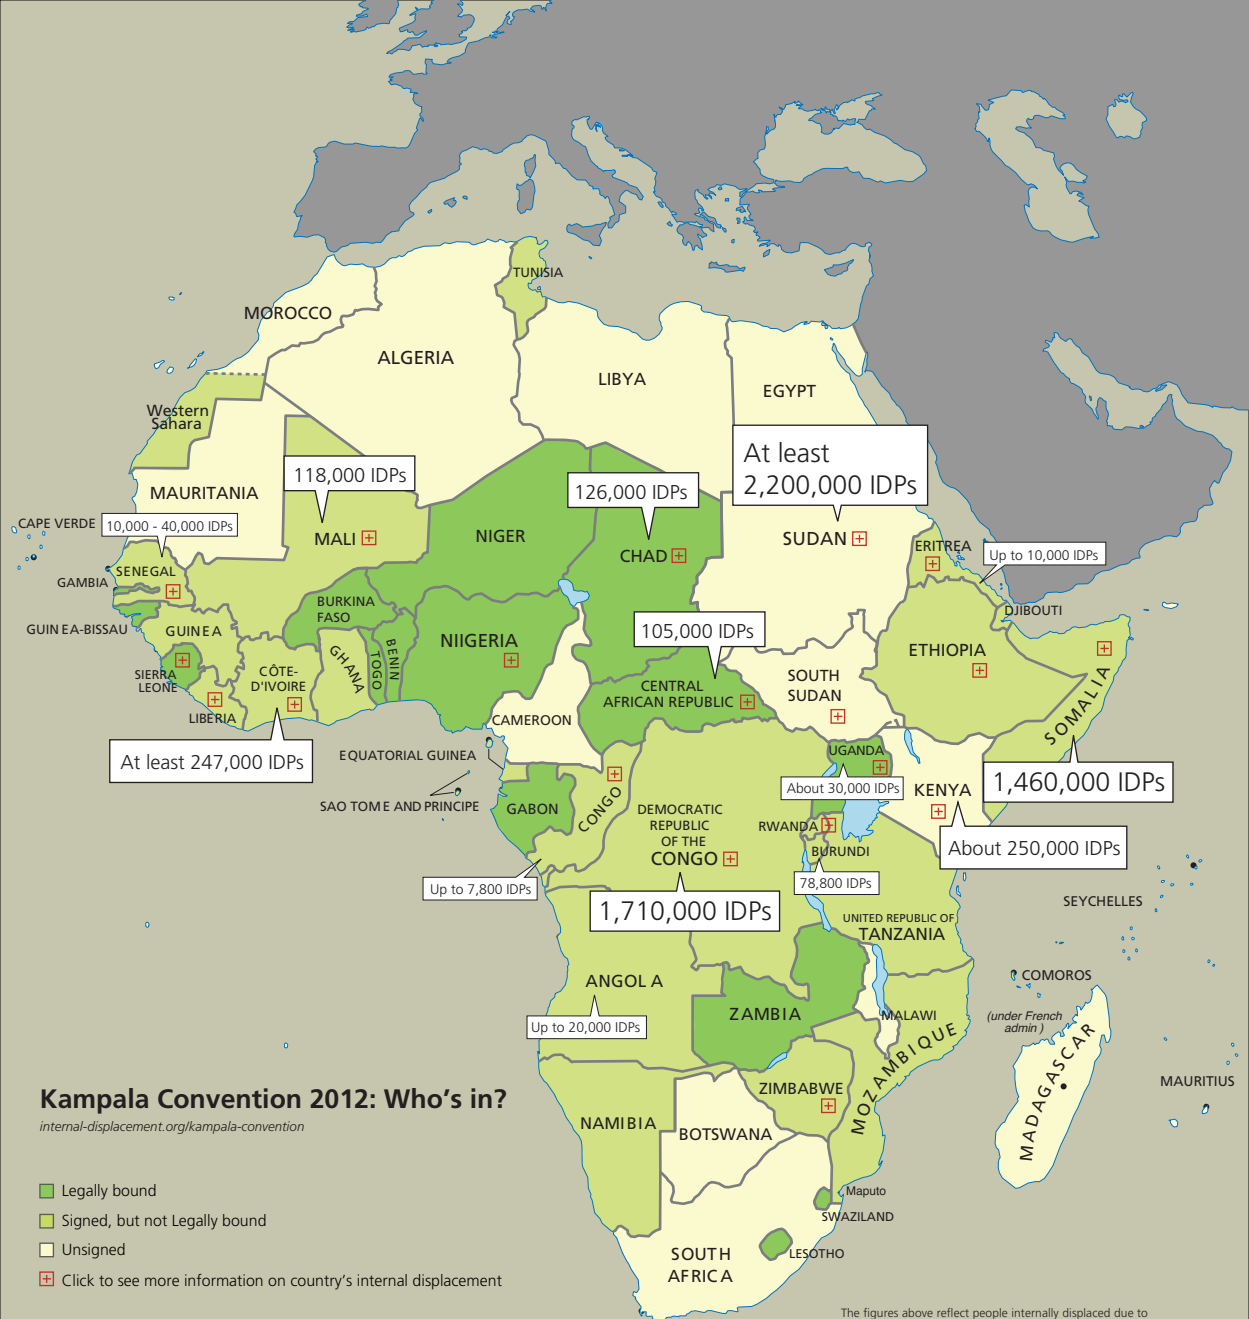 TUNISIA
MOROCCO
ALGERIA
LIBYA
EGYPT
Western
Sahara
At least
2,200,000 IDPs
118,000 IDPs
126,000 IDPs
MAURITANIA
CAPE VERDE
10,000 - 40,000 IDPs
MALI
NIGER
CHAD
SUDAN
ERITREA
Up to 10,000 IDPs
SENEGAL
GAMBIA
DJIBOUTI
BURKINA
FASO
GUIN EA-BISSAU
GUINEA
105,000 IDPs
NIIGERIA
BENIN
TOGO
GHANA
ETHIOPIA
SIERRA
LEONE
CÔTE-
D'IVOIRE
CENTRAL
AFRICAN REPUBLIC
SOUTH
SUDAN
SOMALIA
LIBERIA
CAMEROON
At least 247,000 IDPs
EQUATORIAL GUINEA
UGANDA
1,460,000 IDPs
About 30,000 IDPs
KENYA
SAO TOM E AND PRINCIPE
GABON
CONGO
DEMOCRATIC
REPUBLIC
OF THE
CONGO
RWANDA
BURUNDI
About 250,000 IDPs
Up to 7,800 IDPs
78,800 IDPs
1,710,000 IDPs
SEYCHELLES
UNITED REPUBLIC OF
TANZANIA
ANGOL A
COMOROS
ZAMBIA
MALAWI
(under French
admin )
Up to 20,000 IDPs
MOZAMBIQUE
MADAGASCAR
MAURITIUS
ZIMBABWE
Kampala Convention 2012: Who's in?
internal-displacement.org/kampala-convention
NAMIBIA
BOTSWANA
Legally bound
Maputo
SWAZILAND
Signed, but not Legally bound
Unsigned
SOUTH
AFRICA
LESOTHO
Click to see more information on country's internal displacement
The figures above reflect people internally displaced due to